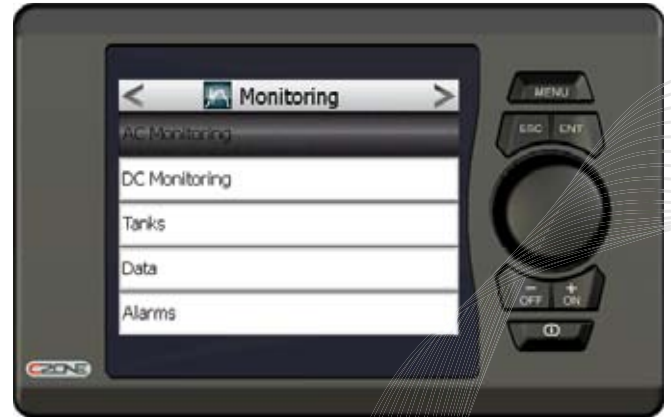 < Monitoring >
AC Monitoring
DC Monitoring
Tanks
Data
Alarms
MENU
ESC ENT
− +
OFF ON
CZONE